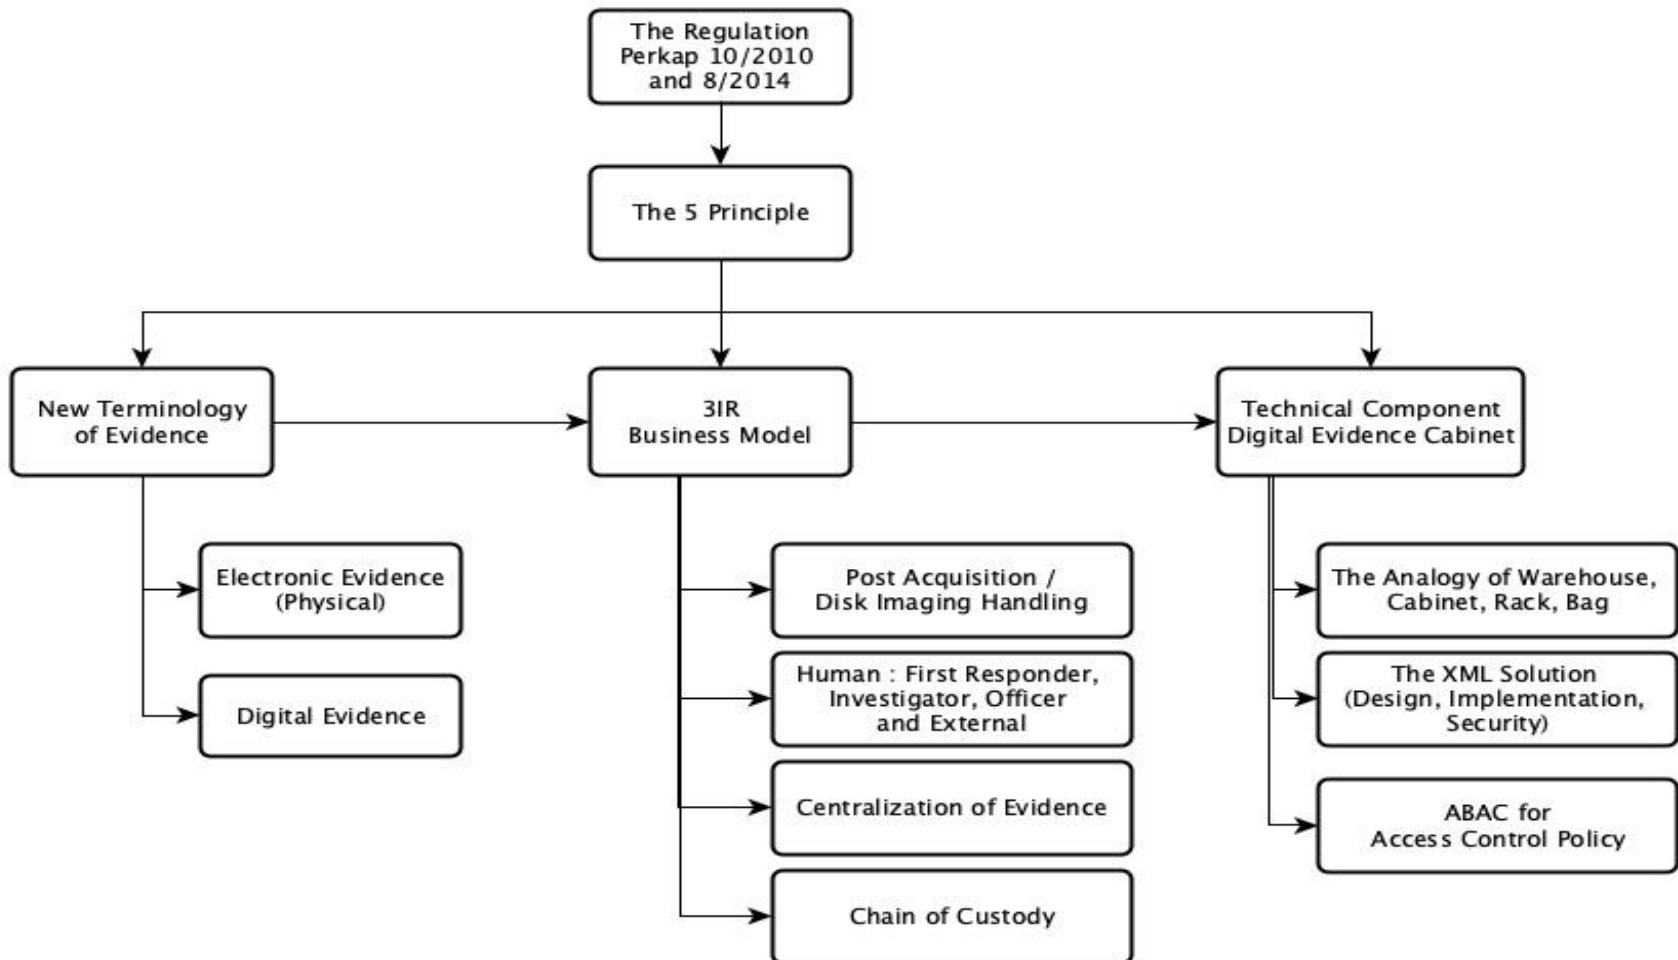 The Regulation
Perkap 10/2010
and 8/2014
The 5 Principle
New Terminology
of Evidence
3IR
Business Model
Technical Component
Digital Evidence Cabinet
Electronic Evidence
(Physical)
Digital Evidence
Post Acquisition /
Disk Imaging Handling
Human : First Responder,
Investigator, Officer
and External
Centralization of Evidence
Chain of Custody
The Analogy of Warehouse,
Cabinet, Rack, Bag
The XML Solution
(Design, Implementation,
Security)
ABAC for
Access Control Policy